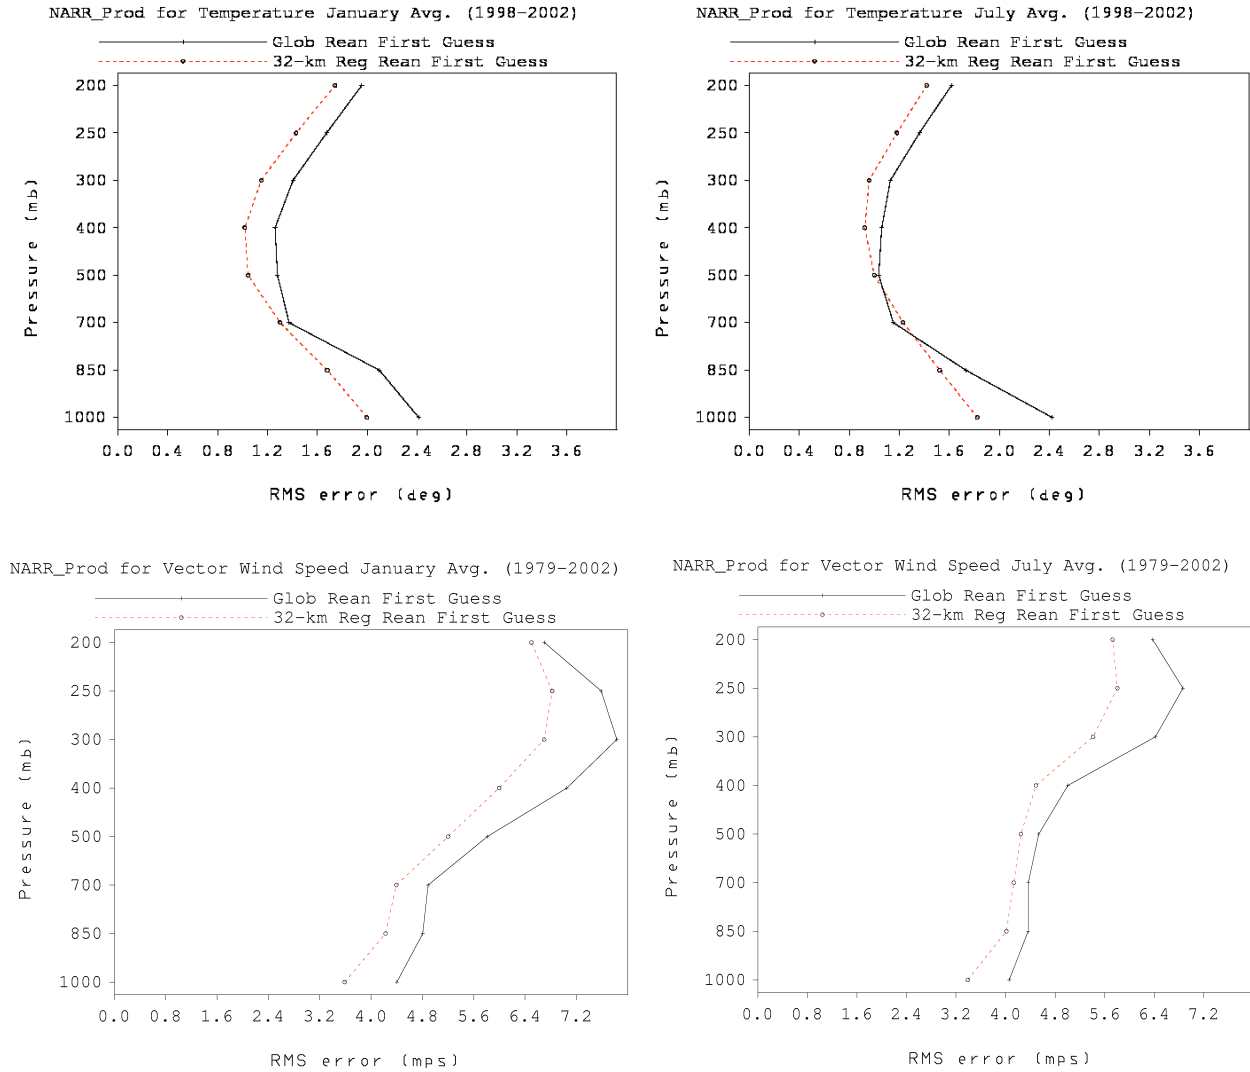 NARR_Prod for Temperature January Avg. (1998-2002)
Glob Rean First Guess
32-km Reg Rean First Guess
200
250
300
400
500
700
850
1000
Pressure (mb)
0.0 0.4 0.8 1.2 1.6 2.0 2.4 2.8 3.2 3.6
RMS error (deg)
NARR_Prod for Temperature July Avg. (1998-2002)
Glob Rean First Guess
32-km Reg Rean First Guess
200
250
300
400
500
700
850
1000
Pressure (mb)
0.0 0.4 0.8 1.2 1.6 2.0 2.4 2.8 3.2 3.6
RMS error (deg)
NARR_Prod for Vector Wind Speed January Avg. (1979-2002)
Glob Rean First Guess
32-km Reg Rean First Guess
200
250
300
400
500
700
850
1000
Pressure (mb)
0.0 0.8 1.6 2.4 3.2 4.0 4.8 5.6 6.4 7.2
RMS error (mps)
NARR_Prod for Vector Wind Speed July Avg. (1979-2002)
Glob Rean First Guess
32-km Reg Rean First Guess
200
250
300
400
500
700
850
1000
Pressure (mb)
0.0 0.8 1.6 2.4 3.2 4.0 4.8 5.6 6.4 7.2
RMS error (mps)